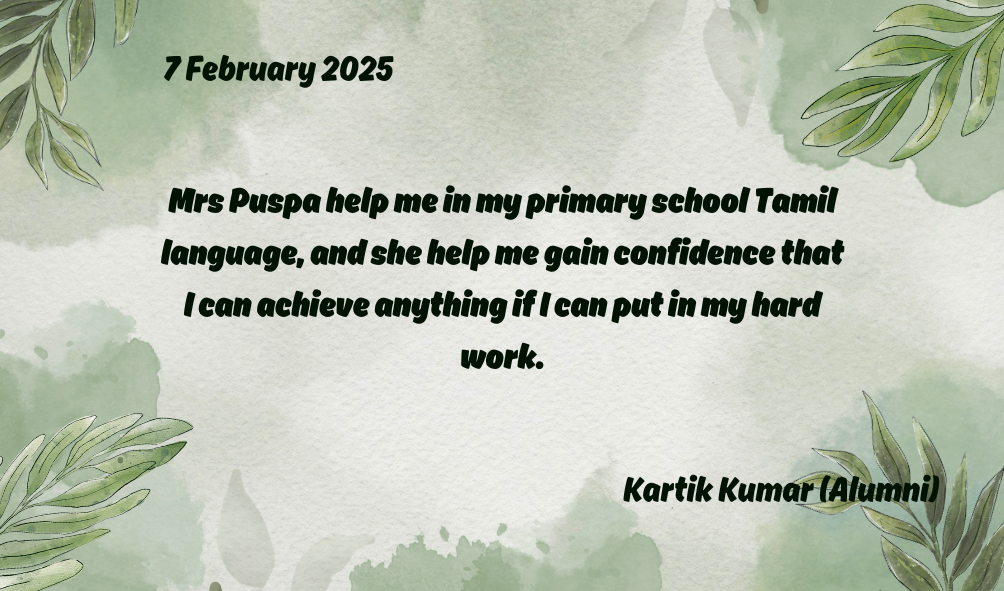 7 February 2025
Mrs Puspa help me in my primary school Tamil
language, and she help me gain confidence that
I can achieve anything if I can put in my hard
work.
Kartik Kumar (Alumni)